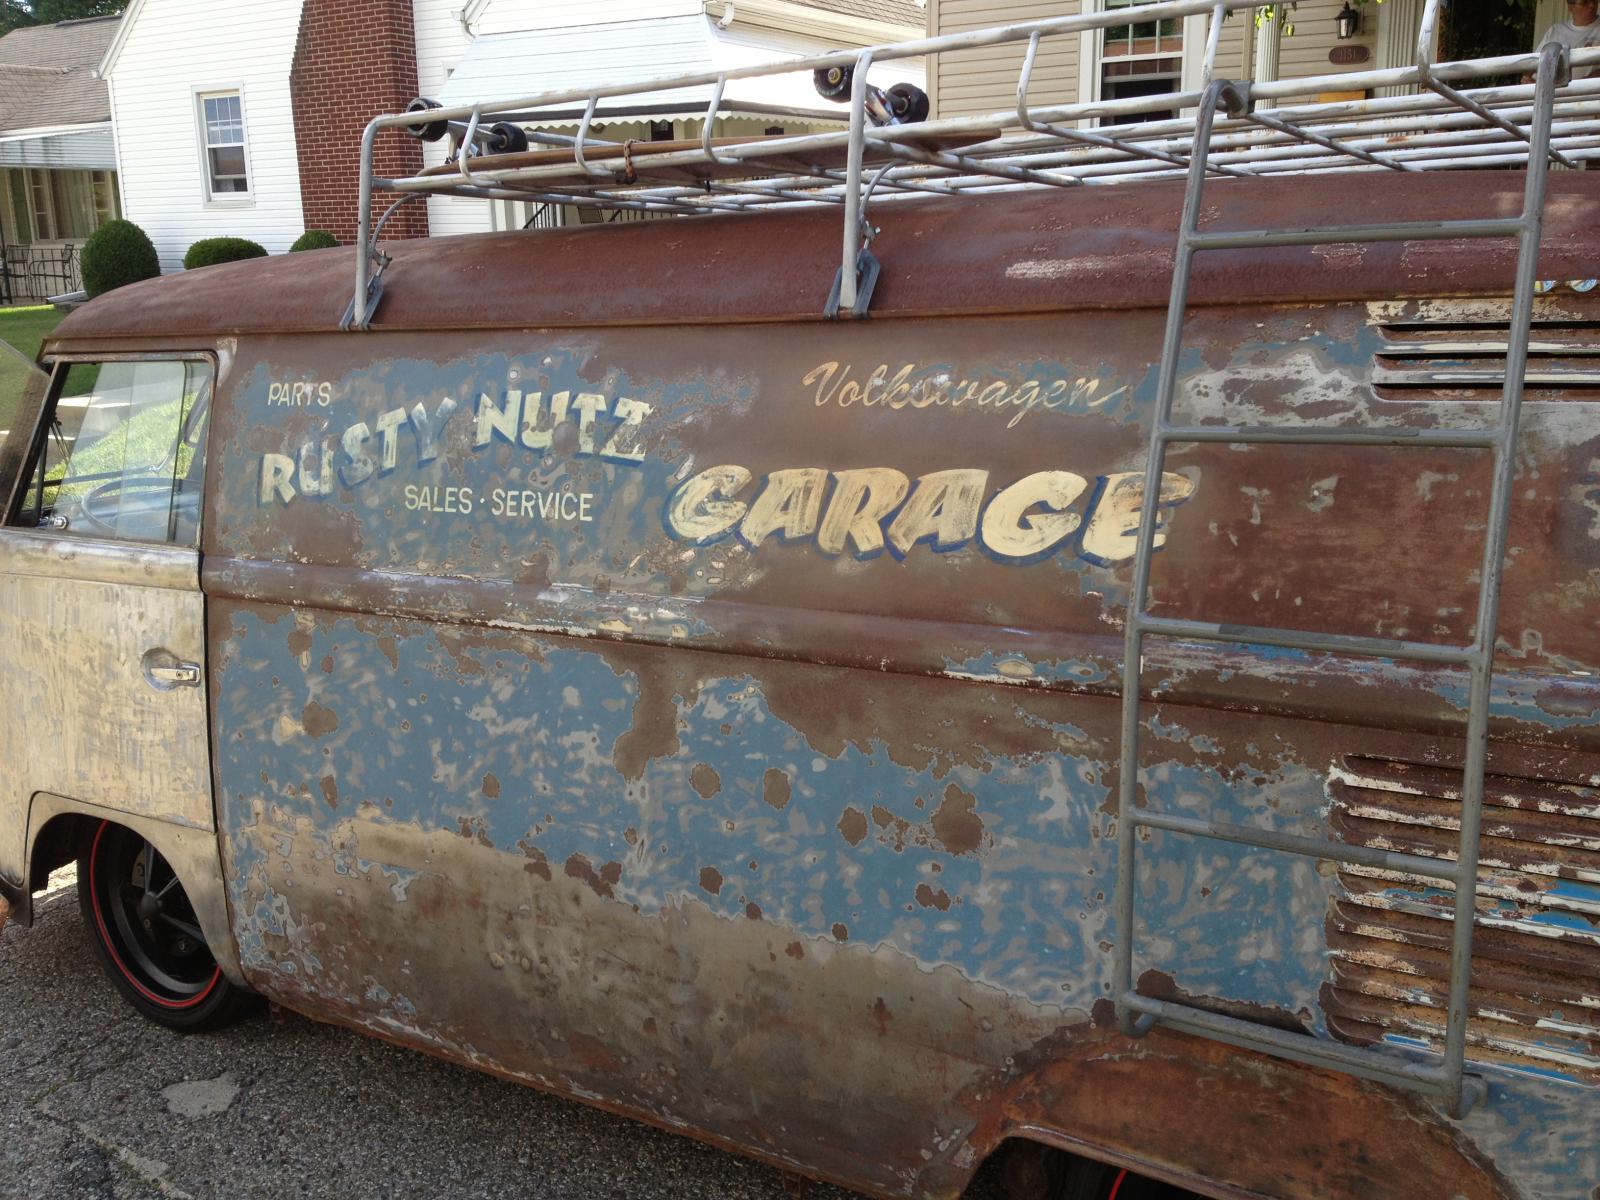 PARTS
RUSTY NUTZ
SALES · SERVICE
Volkswagen
GARAGE